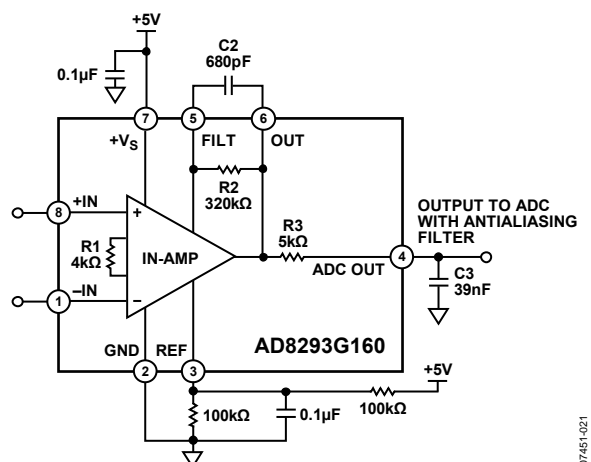 +5V
C2
680pF
0.1µF
7
5
6
+VS
FILT
OUT
R2
320kΩ
8
+IN
+
R1
4kΩ
IN-AMP
R3
5kΩ
ADC OUT
4
OUTPUT TO ADC
WITH ANTIALIASING
FILTER
C3
39nF
1
–IN
–
GND
REF
AD8293G160
2
3
+5V
100kΩ
0.1µF
100kΩ
07451-021